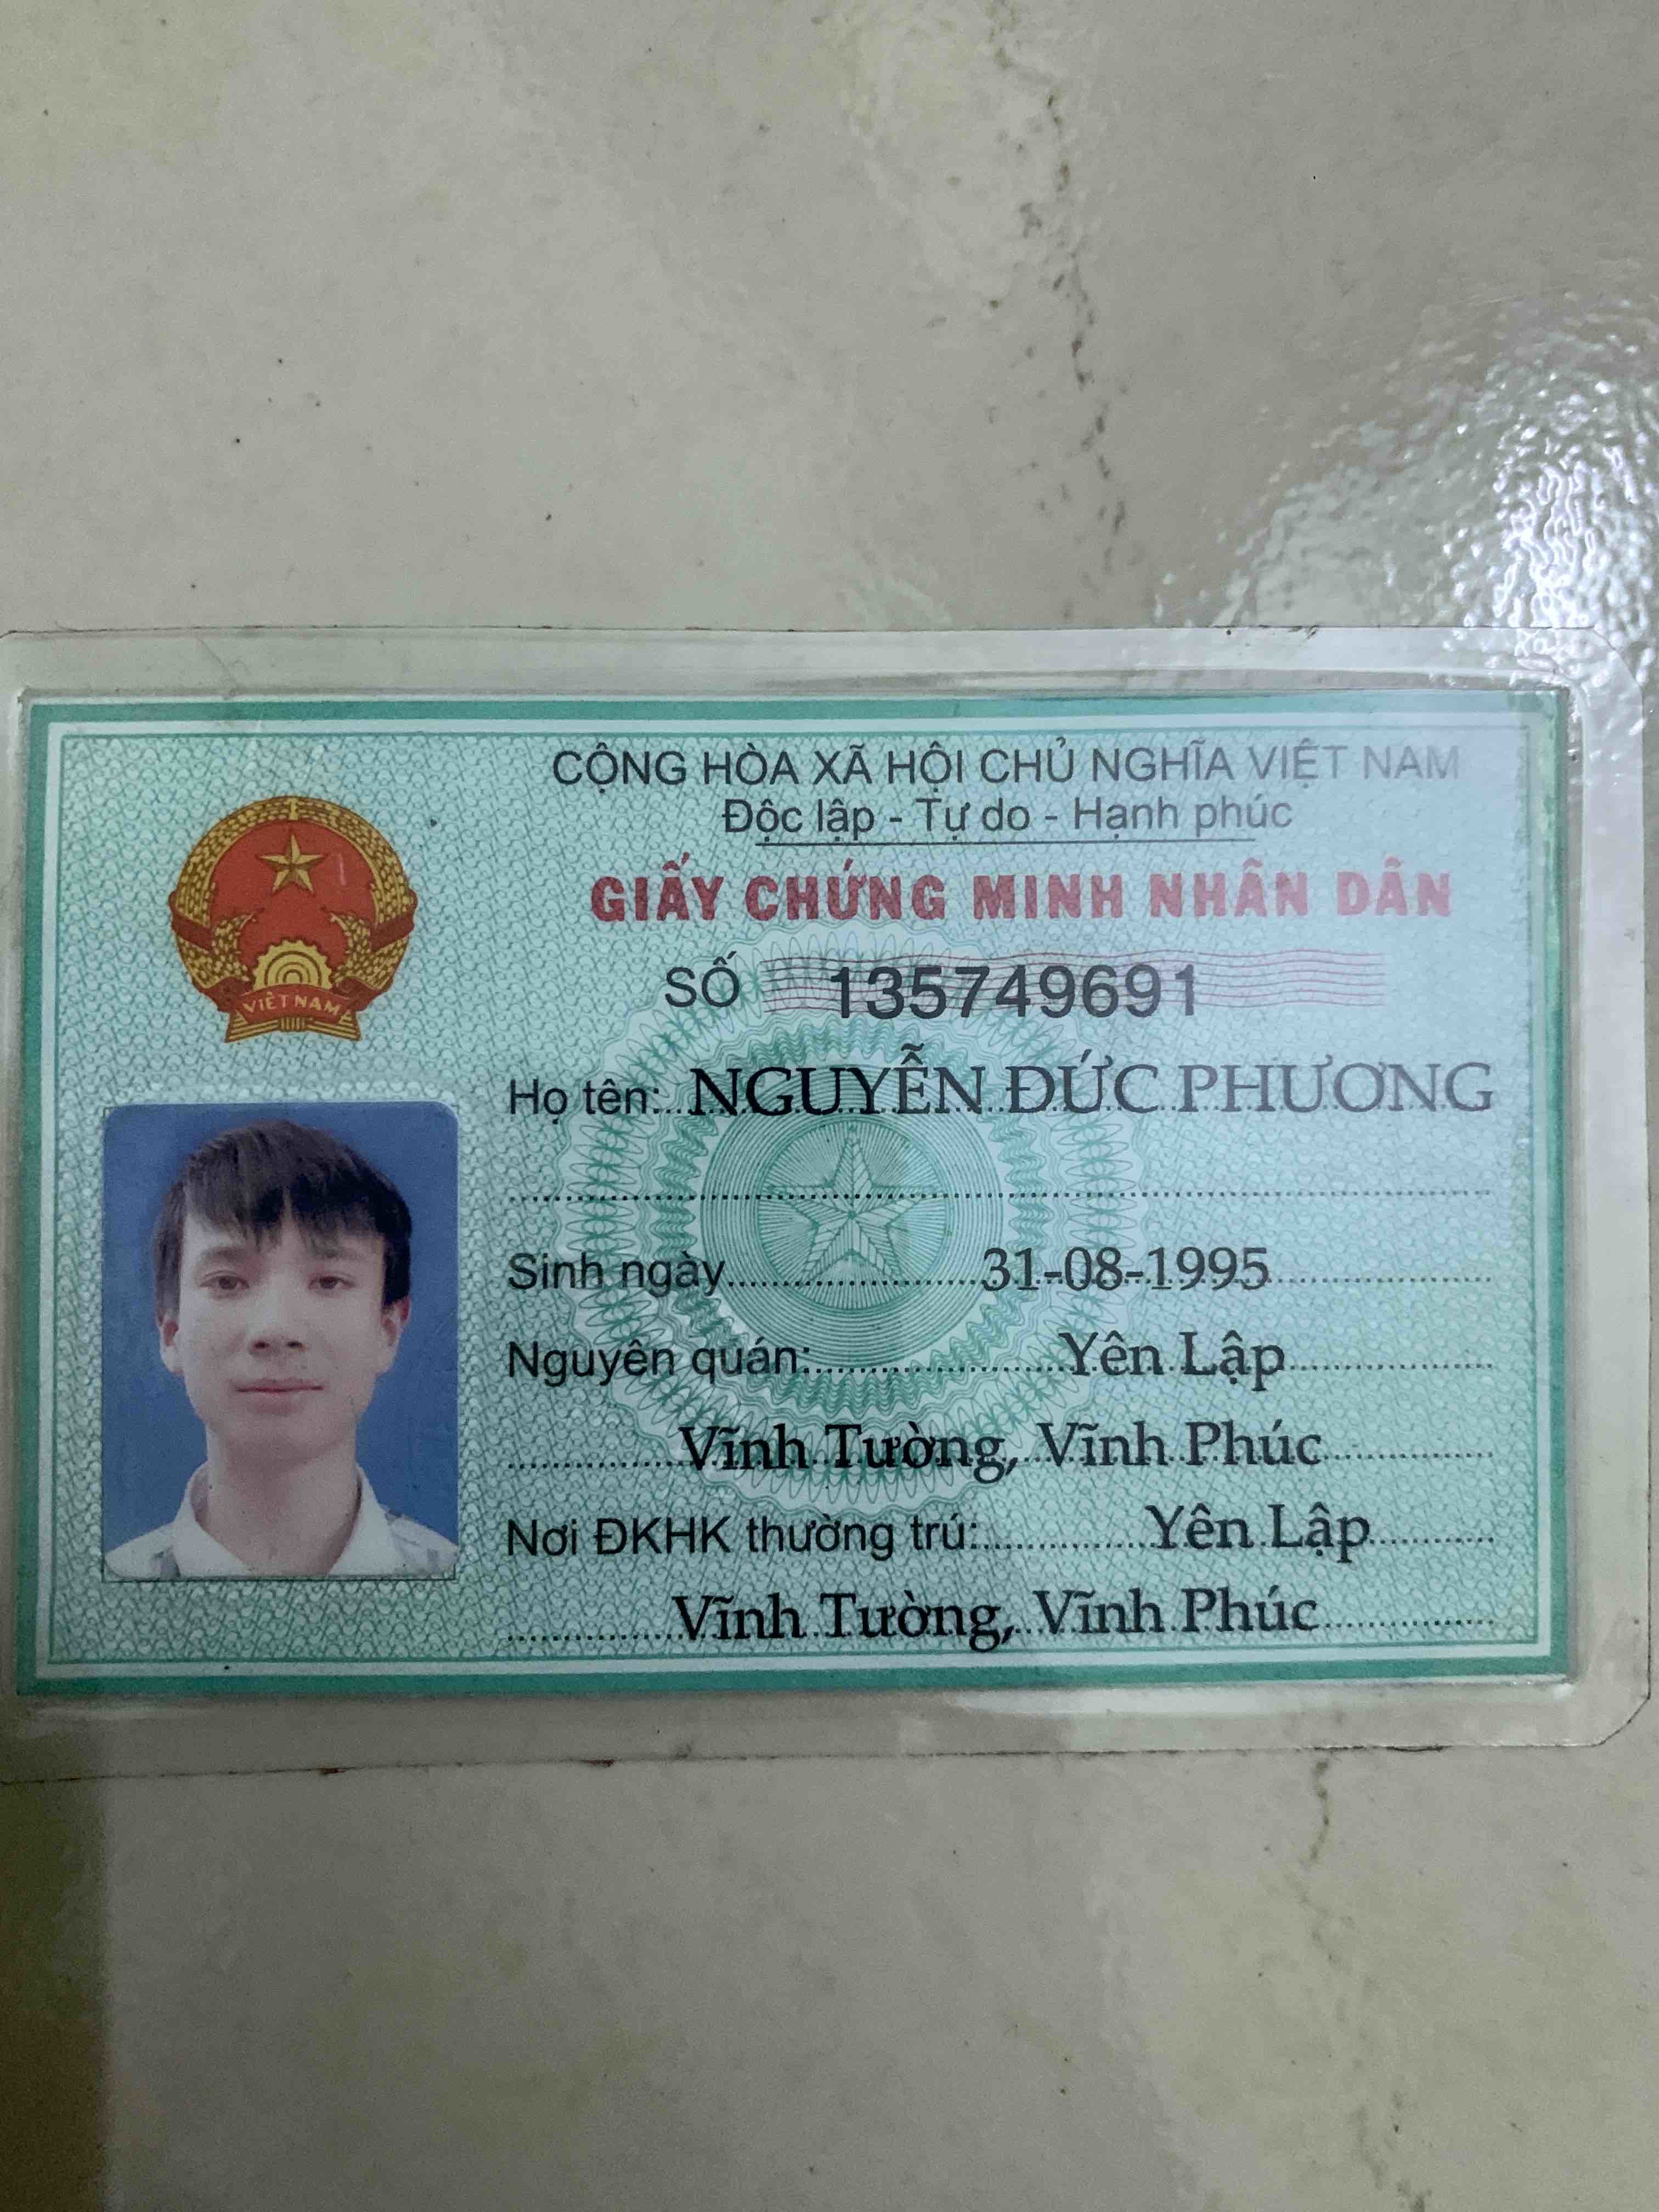 CỘNG HÒA XÃ HỘI CHỦ NGHĨA VIỆT NAM
Độc lập - Tự do - Hạnh phúc
GIẤY CHỨNG MINH NHÂN DÂN
SỐ 135749691
VIỆT NAM
Họ tên: NGUYỄN ĐỨC PHƯƠNG
Sinh ngày 31-08-1995
Nguyên quán: Yên Lập
Vĩnh Tường, Vĩnh Phúc
Nơi ĐKHK thường trú: Yên Lập
Vĩnh Tường, Vĩnh Phúc